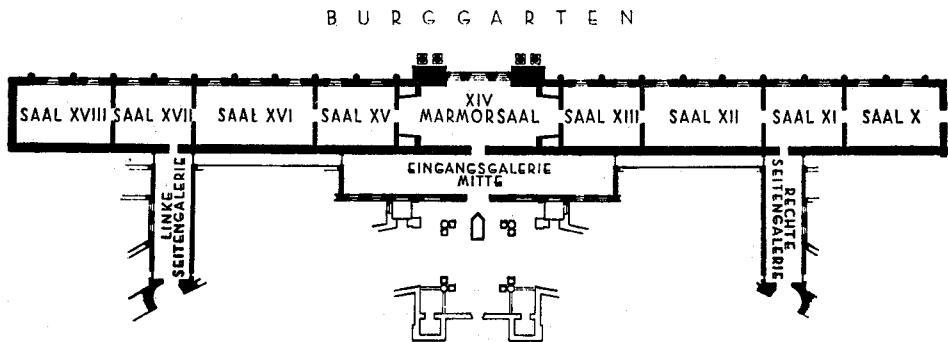 BURGGARTEN
SAAL XVIII
SAAL XVII
SAAL XVI
SAAL XV
XIV
MARMORSAAL
SAAL XIII
SAAL XII
SAAL XI
SAAL X
EINGANGSGALERIE
MITTE
LINKE
SEITENGALERIE
RECHTE
SEITENGALERIE